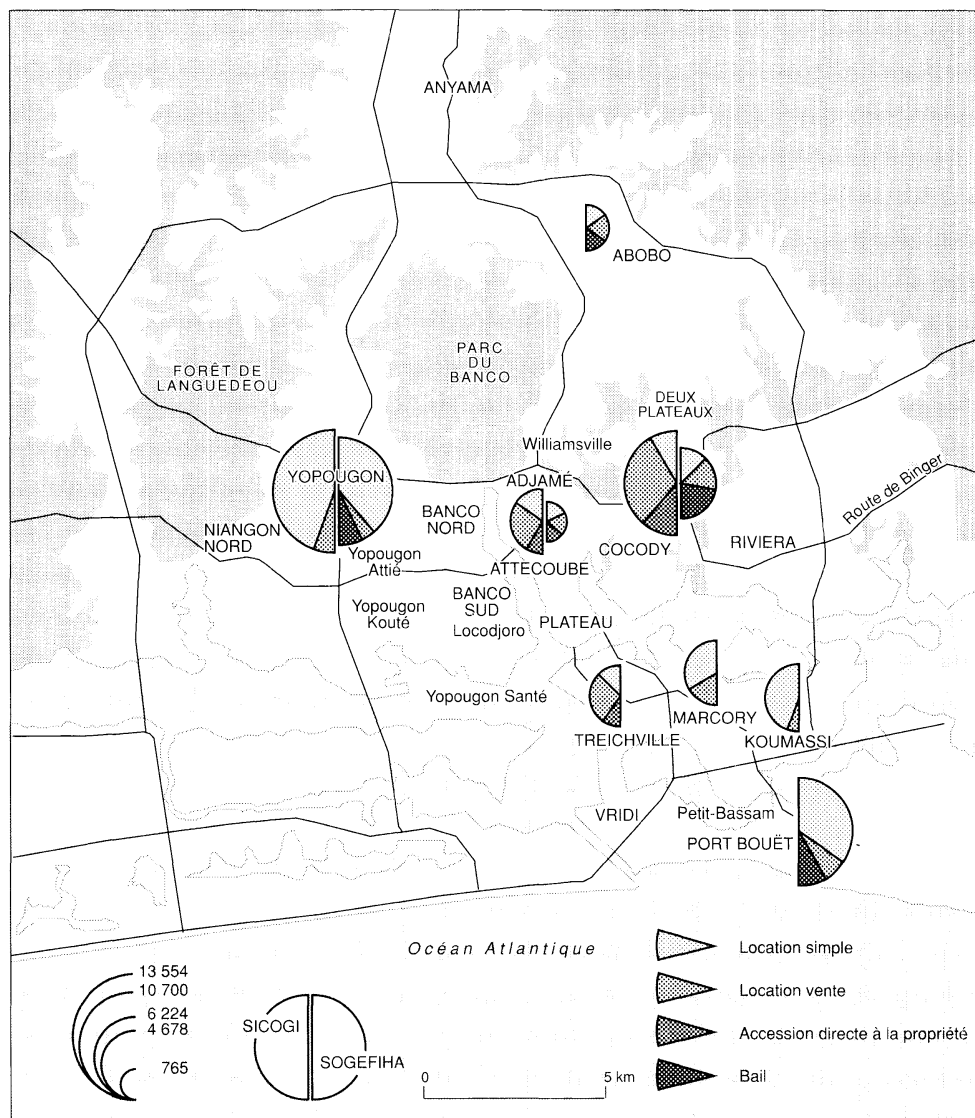 ANYAMA
ABOBO
PARC
DU
BANCO
FORÊT DE
LANGUEDEOU
DEUX
PLATEAUX
Williamsville
YOPOUGON
ADJAMÉ
Route de Binger
BANCO
NORD
NIANGON
NORD
COCODY
RIVIERA
Yopougon
Attié
ATTECOUBE
BANCO
SUD
Locodjoro
Yopougon
Kouté
PLATEAU
Yopougon Santé
MARCORY
TREICHVILLE
KOUMASSI
VRIDI
Petit-Bassam
PORT BOUËT
Océan Atlantique
13 554
10 700
6 224
4 678
765
SICOGI
SOGEFIHA
0
5 km
Location simple
Location vente
Accession directe à la propriété
Bail